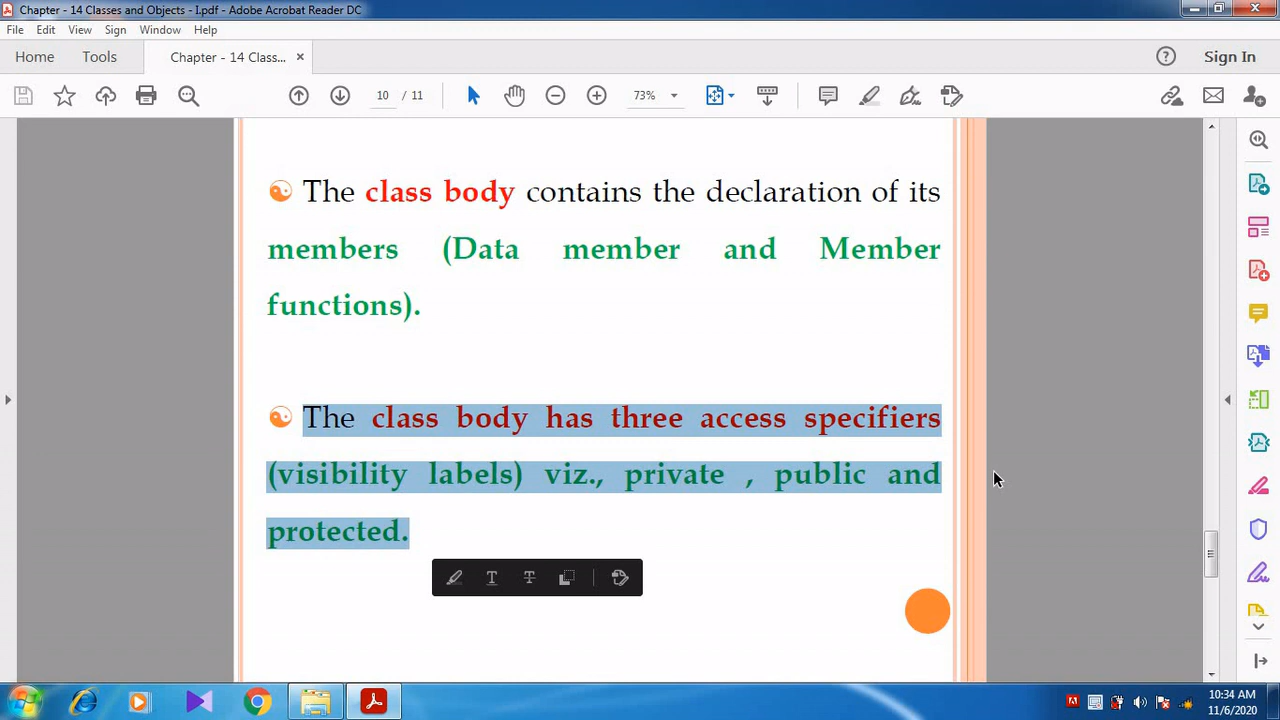 Chapter - 14 Classes and Objects - I.pdf - Adobe Acrobat Reader DC
File Edit View Sign Window Help
Home Tools Chapter - 14 Class... × Sign In
10 / 11 73%
The class body contains the declaration of its
members (Data member and Member
functions).
The class body has three access specifiers
(visibility labels) viz., private , public and
protected.
10:34 AM
11/6/2020